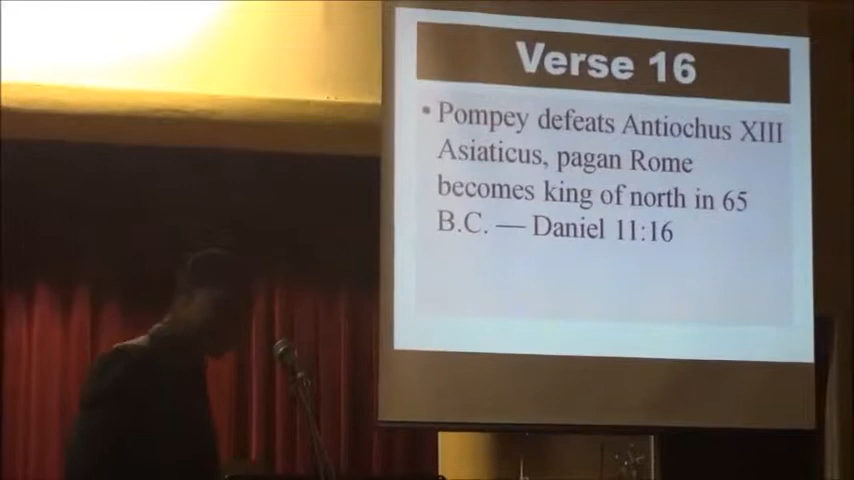 Verse 16
• Pompey defeats Antiochus XIII
Asiaticus, pagan Rome
becomes king of north in 65
B.C. — Daniel 11:16